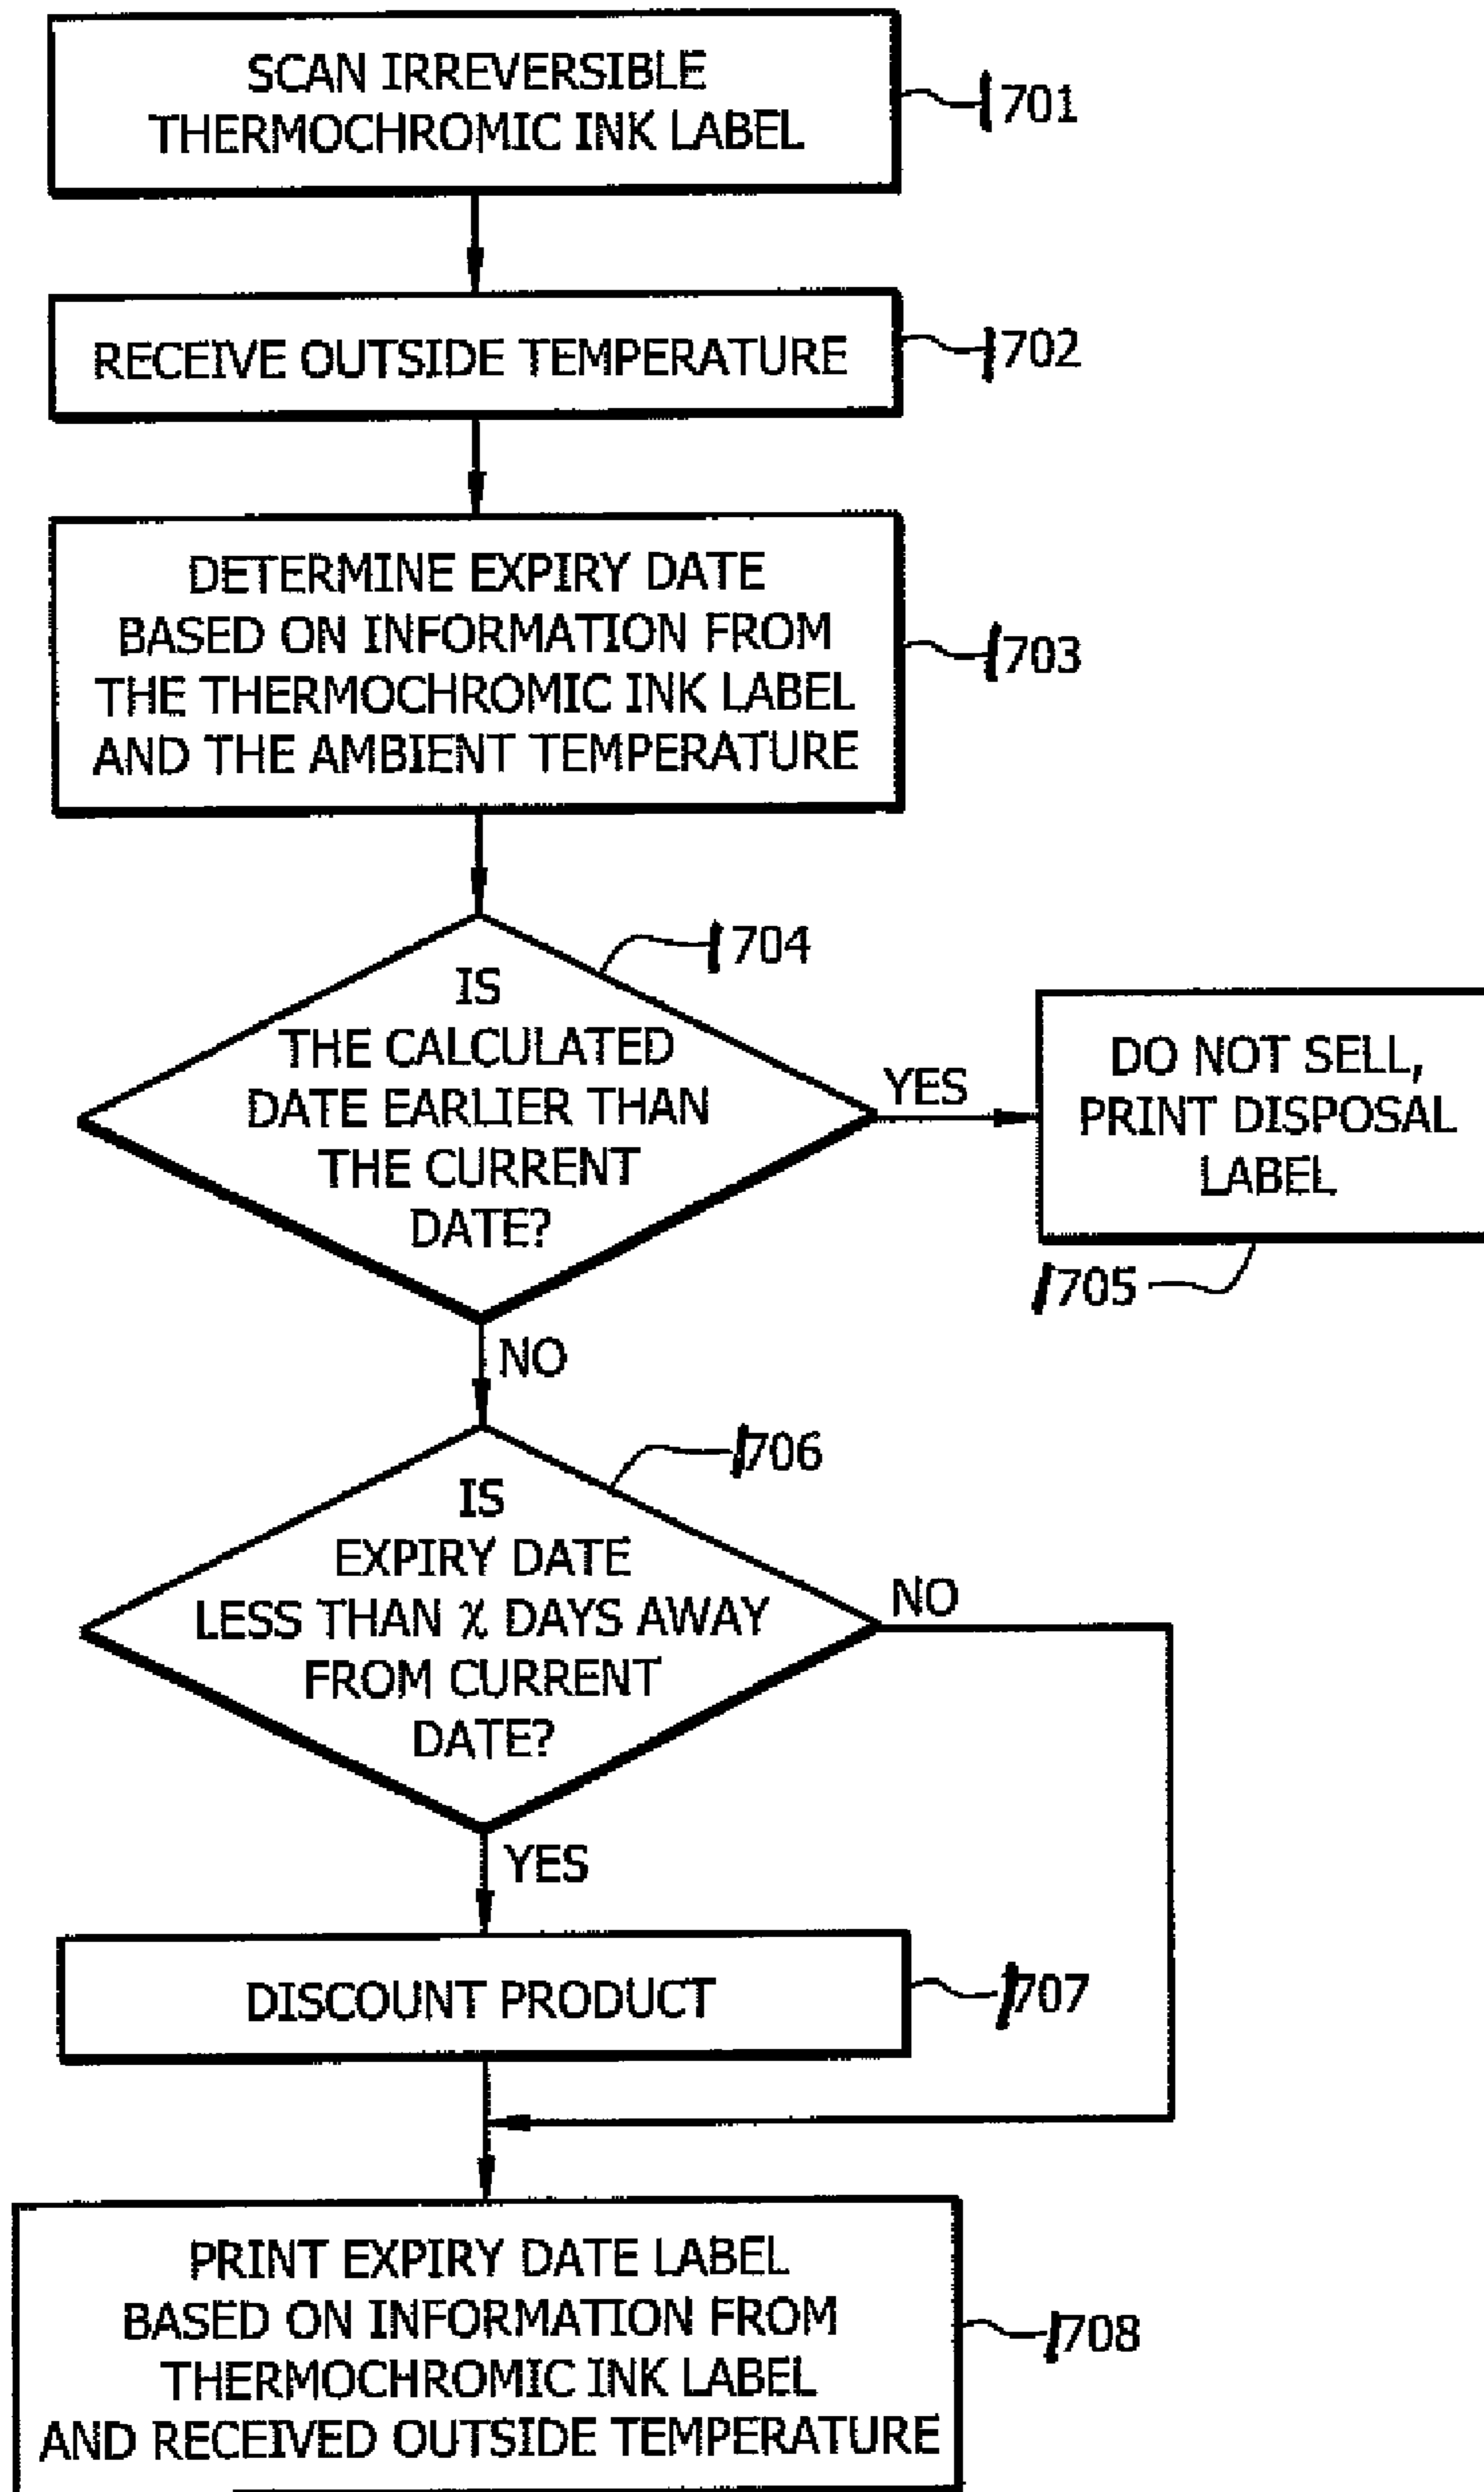 SCAN IRREVERSIBLE
THERMOCHROMIC INK LABEL
701
RECEIVE OUTSIDE TEMPERATURE
702
DETERMINE EXPIRY DATE
BASED ON INFORMATION FROM
THE THERMOCHROMIC INK LABEL
AND THE AMBIENT TEMPERATURE
703
704
IS
THE CALCULATED
DATE EARLIER THAN
THE CURRENT
DATE?
YES
DO NOT SELL,
PRINT DISPOSAL
LABEL
705
NO
706
IS
EXPIRY DATE
LESS THAN χ DAYS AWAY
FROM CURRENT
DATE?
NO
YES
DISCOUNT PRODUCT
707
PRINT EXPIRY DATE LABEL
BASED ON INFORMATION FROM
THERMOCHROMIC INK LABEL
AND RECEIVED OUTSIDE TEMPERATURE
708